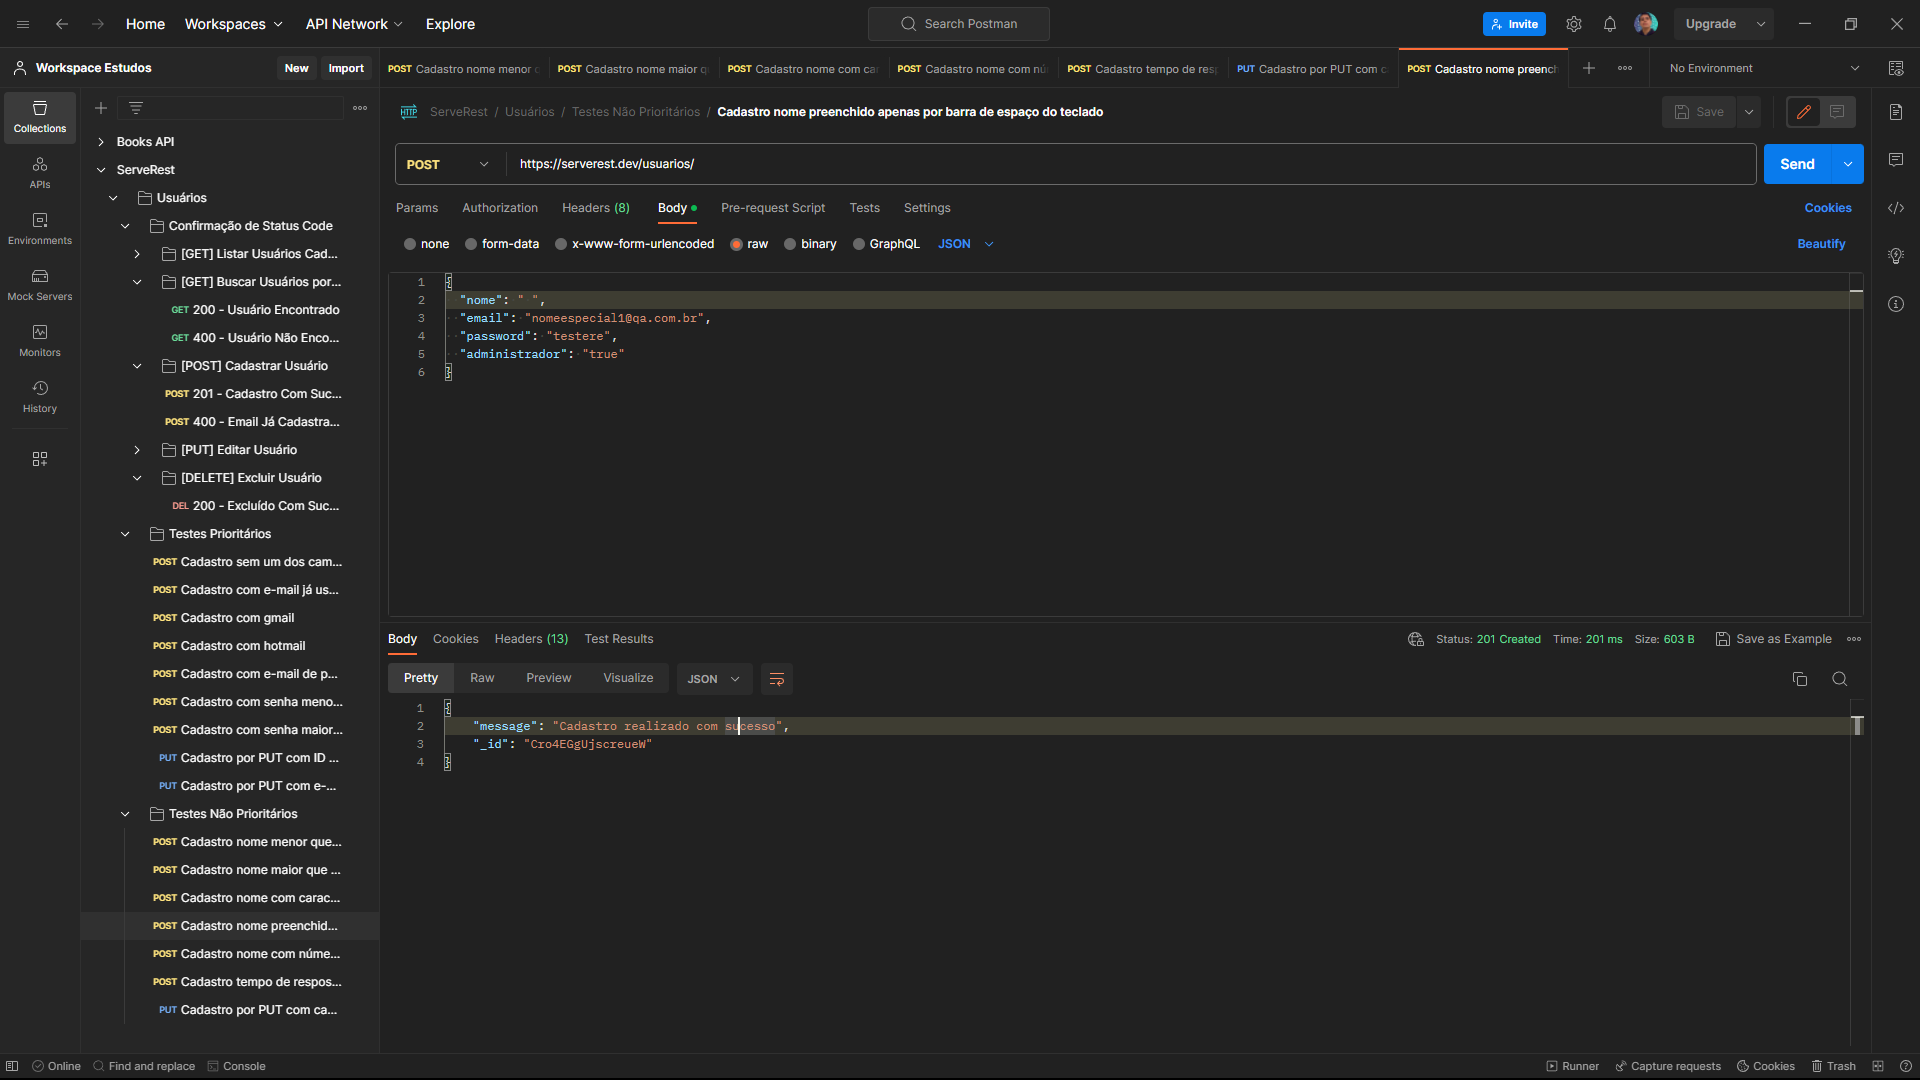 Home
Workspaces
API Network
Explore
Search Postman
Invite
Upgrade
Workspace Estudos
New
Import
POST Cadastro nome menor
POST Cadastro nome maior q
POST Cadastro nome com ca
POST Cadastro nome com nú
POST Cadastro tempo de res
PUT Cadastro por PUT com c
POST Cadastro nome preench
No Environment
Collections
APIs
Environments
Mock Servers
Monitors
History
Books API
ServeRest
Usuários
Confirmação de Status Code
[GET] Listar Usuários Cad...
[GET] Buscar Usuários por...
GET 200 - Usuário Encontrado
GET 400 - Usuário Não Enco...
[POST] Cadastrar Usuário
POST 201 - Cadastro Com Suc...
POST 400 - Email Já Cadastra...
[PUT] Editar Usuário
[DELETE] Excluir Usuário
DEL 200 - Excluído Com Suc...
Testes Prioritários
POST Cadastro sem um dos cam...
POST Cadastro com e-mail já us...
POST Cadastro com gmail
POST Cadastro com hotmail
POST Cadastro com e-mail de p...
POST Cadastro com senha meno...
POST Cadastro com senha maior...
PUT Cadastro por PUT com ID ...
PUT Cadastro por PUT com e-...
Testes Não Prioritários
POST Cadastro nome menor que...
POST Cadastro nome maior que ...
POST Cadastro nome com carac...
POST Cadastro nome preenchid...
POST Cadastro nome com núme...
POST Cadastro tempo de respos...
PUT Cadastro por PUT com ca...
HTTP ServeRest / Usuários / Testes Não Prioritários / Cadastro nome preenchido apenas por barra de espaço do teclado
Save
POST
https://serverest.dev/usuarios/
Send
Params
Authorization
Headers (8)
Body
Pre-request Script
Tests
Settings
Cookies
none
form-data
x-www-form-urlencoded
raw
binary
GraphQL
JSON
Beautify
1 {
2 "nome": " ",
3 "email": "nomeespecial1@qa.com.br",
4 "password": "testere",
5 "administrador": "true"
6 }
Body
Cookies
Headers (13)
Test Results
Status: 201 Created
Time: 201 ms
Size: 603 B
Save as Example
Pretty
Raw
Preview
Visualize
JSON
1 {
2 "message": "Cadastro realizado com sucesso",
3 "_id": "Cro4EGgUjscreueW"
4 }
Online
Find and replace
Console
Runner
Capture requests
Cookies
Trash